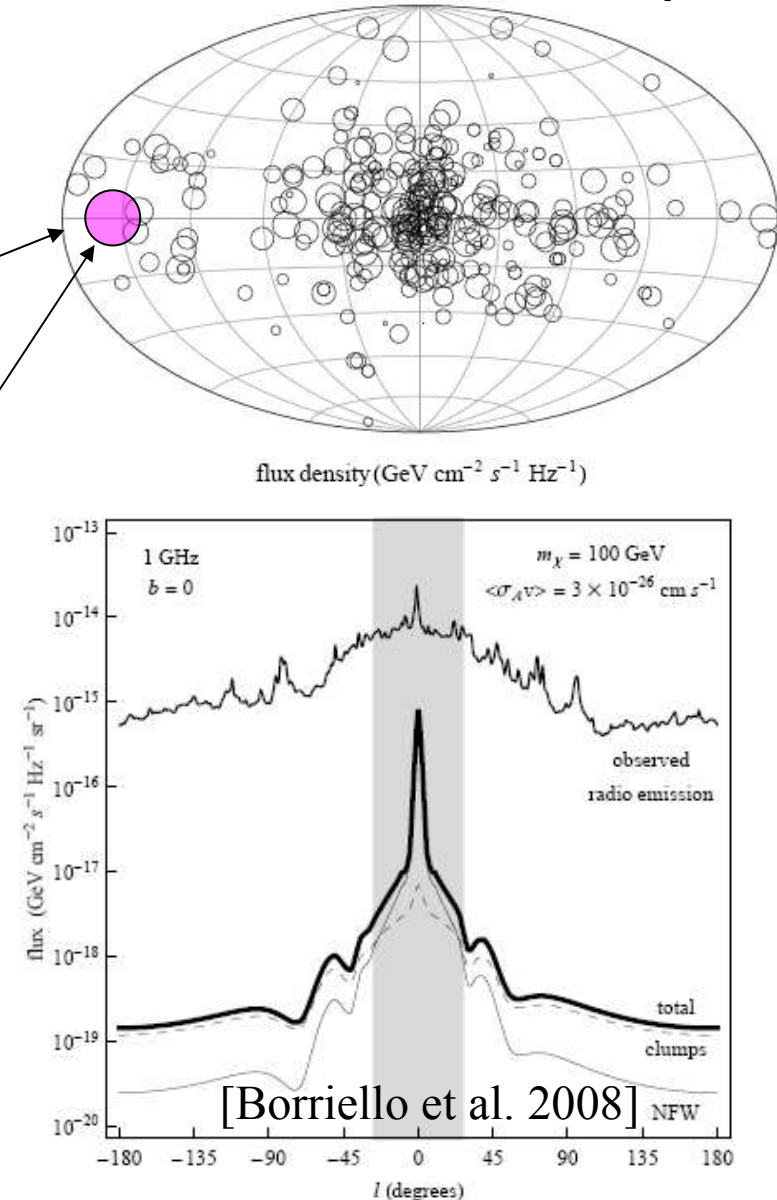 flux density (GeV cm⁻² s⁻¹ Hz⁻¹)
10⁻¹³
10⁻¹⁴
10⁻¹⁵
10⁻¹⁶
10⁻¹⁷
10⁻¹⁸
10⁻¹⁹
10⁻²⁰
flux (GeV cm⁻² s⁻¹ Hz⁻¹ sr⁻¹)
1 GHz
b = 0
mχ = 100 GeV
<σAv> = 3 × 10⁻²⁶ cm s⁻¹
observed
radio emission
total
clumps
NFW
[Borriello et al. 2008]
−180 −135 −90 −45 0 45 90 135 180
l (degrees)